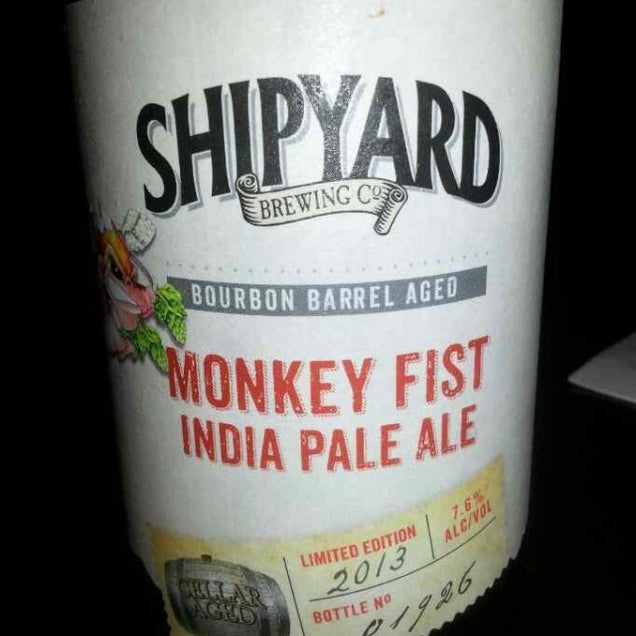 SHIPYARD
BREWING Cº
BOURBON BARREL AGED
MONKEY FIST
INDIA PALE ALE
LIMITED EDITION
2013
7.6%
ALC/VOL
CELLAR
AGED
BOTTLE Nº
01926